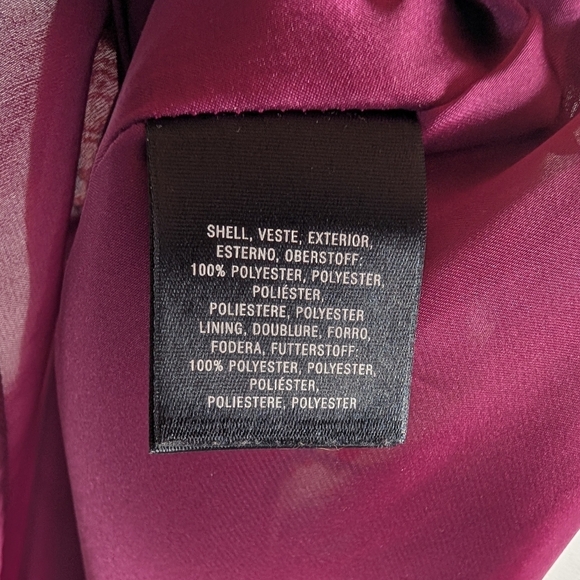 SHELL, VESTE, EXTERIOR,
ESTERNO, OBERSTOFF:
100% POLYESTER, POLYESTER,
POLIÉSTER,
POLIESTERE, POLYESTER
LINING, DOUBLURE, FORRO,
FODERA, FUTTERSTOFF:
100% POLYESTER, POLYESTER,
POLIÉSTER,
POLIESTERE, POLYESTER